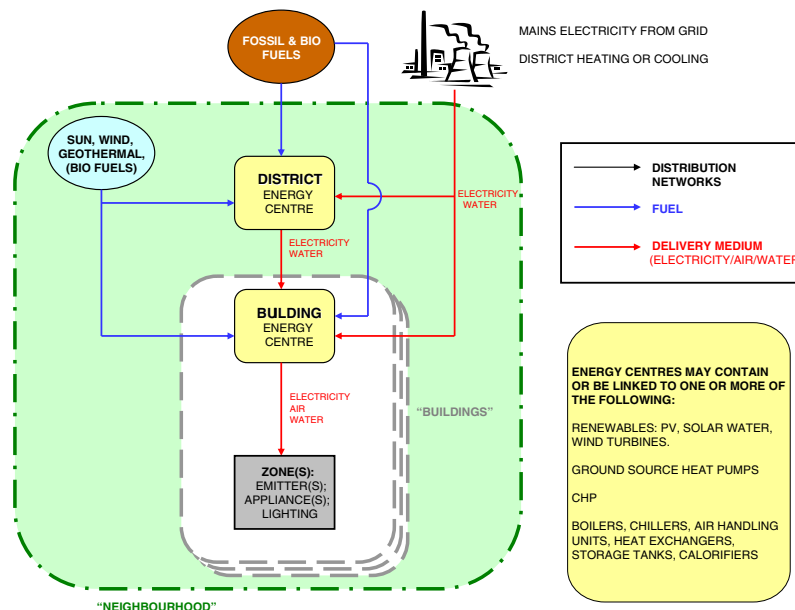 FOSSIL & BIO
FUELS
MAINS ELECTRICITY FROM GRID
DISTRICT HEATING OR COOLING
SUN, WIND,
GEOTHERMAL,
(BIO FUELS)
DISTRICT
ENERGY
CENTRE
ELECTRICITY
WATER
ELECTRICITY
WATER
BUILDING
ENERGY
CENTRE
ELECTRICITY
AIR
WATER
“BUILDINGS”
ZONE(S):
EMITTER(S);
APPLIANCE(S);
LIGHTING
“NEIGHBOURHOOD”
DISTRIBUTION
NETWORKS
FUEL
DELIVERY MEDIUM
(ELECTRICITY/AIR/WATER
ENERGY CENTRES MAY CONTAIN
OR BE LINKED TO ONE OR MORE OF
THE FOLLOWING:
RENEWABLES: PV, SOLAR WATER,
WIND TURBINES.
GROUND SOURCE HEAT PUMPS
CHP
BOILERS, CHILLERS, AIR HANDLING
UNITS, HEAT EXCHANGERS,
STORAGE TANKS, CALORIFIERS